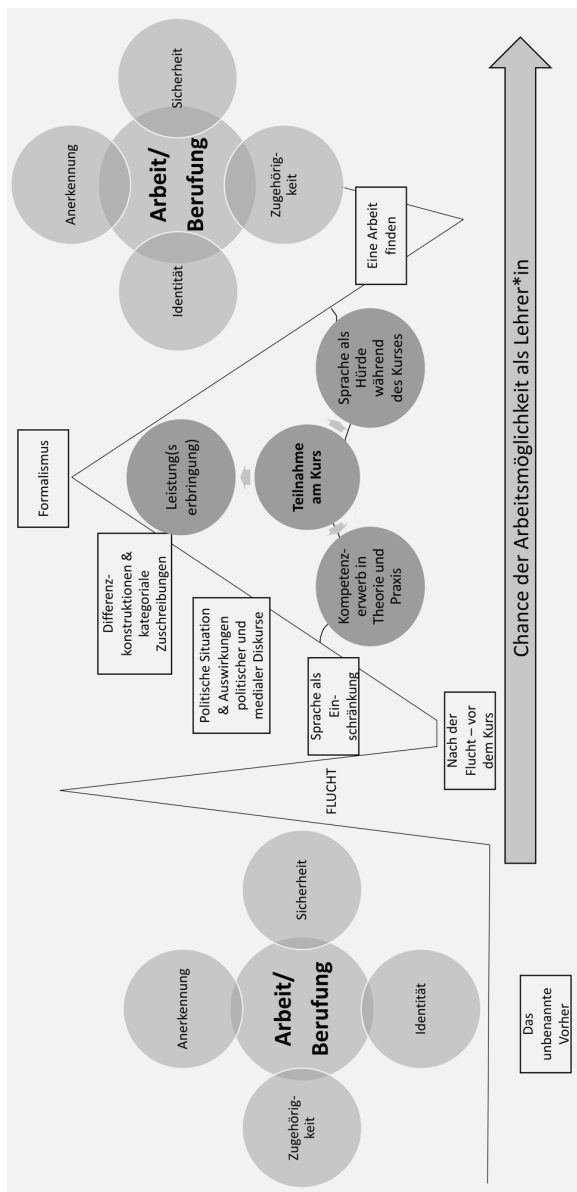 Anerkennung
Zugehörig-
keit
Arbeit/
Berufung
Sicherheit
Identität
Das
unbenannte
Vorher
FLUCHT
Nach der
Flucht – vor
dem Kurs
Sprache als
Ein-
schränkung
Politische Situation
& Auswirkungen
politischer und
medialer Diskurse
Differenz-
konstruktionen &
kategoriale
Zuschreibungen
Formalismus
Leistung(s
erbringung)
Teilnahme
am Kurs
Kompetenz-
erwerb in
Theorie und
Praxis
Sprache als
Hürde
während
des Kurses
Eine Arbeit
finden
Anerkennung
Identität
Arbeit/
Berufung
Sicherheit
Zugehörig-
keit
Chance der Arbeitsmöglichkeit als Lehrer*in